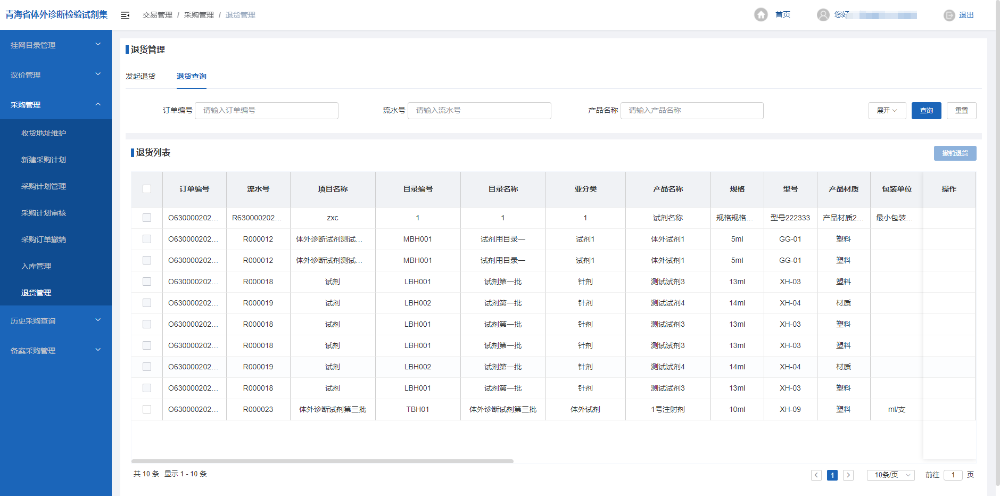 青海省体外诊断检验试剂集
交易管理 / 采购管理 / 退货管理
首页
您好
退出
挂网目录管理
议价管理
采购管理
收货地址维护
新建采购计划
采购计划管理
采购计划审核
采购订单撤销
入库管理
退货管理
历史采购查询
备案采购管理
退货管理
发起退货 退货查询
订单编号 请输入订单编号 流水号 请输入流水号 产品名称 请输入产品名称 展开 查询 重置
退货列表 撤销退货
订单编号 流水号 项目名称 目录编号 目录名称 亚分类 产品名称 规格 型号 产品材质 包装单位 操作
O630000202... R630000202... zxc 1 1 1 试剂名称 规格规格... 型号222333 产品材质2... 最小包装...
O630000202... R000012 体外诊断试剂测试... MBH001 试剂用目录一 试剂1 体外试剂1 5ml GG-01 塑料
O630000202... R000012 体外诊断试剂测试... MBH001 试剂用目录一 试剂1 体外试剂1 5ml GG-01 塑料
O630000202... R000018 试剂 LBH001 试剂第一批 针剂 测试试剂3 13ml XH-03 塑料
O630000202... R000019 试剂 LBH002 试剂第一批 针剂 测试试剂4 14ml XH-04 材质
O630000202... R000018 试剂 LBH001 试剂第一批 针剂 测试试剂3 13ml XH-03 塑料
O630000202... R000018 试剂 LBH001 试剂第一批 针剂 测试试剂3 13ml XH-03 塑料
O630000202... R000019 试剂 LBH002 试剂第一批 针剂 测试试剂4 14ml XH-04 材质
O630000202... R000018 试剂 LBH001 试剂第一批 针剂 测试试剂3 13ml XH-03 塑料
O630000202... R000023 体外诊断试剂第三批 TBH01 体外诊断试剂第三批 体外试剂 1号注射剂 10ml XH-09 塑料 ml/支
共 10 条 显示 1 - 10 条 1 10条/页 前往 1 页